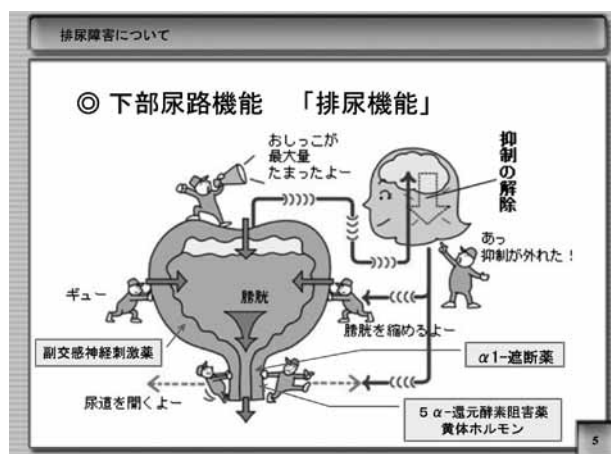 排尿障害について
◎ 下部尿路機能 「排尿機能」
おしっこが
最大量
たまったよー
抑制の解除
あっ
抑制が外れた！
ギュー
膀胱
膀胱を縮めるよー
副交感神経刺激薬
α1-遮断薬
尿道を開くよー
5α-還元酵素阻害薬
黄体ホルモン
5